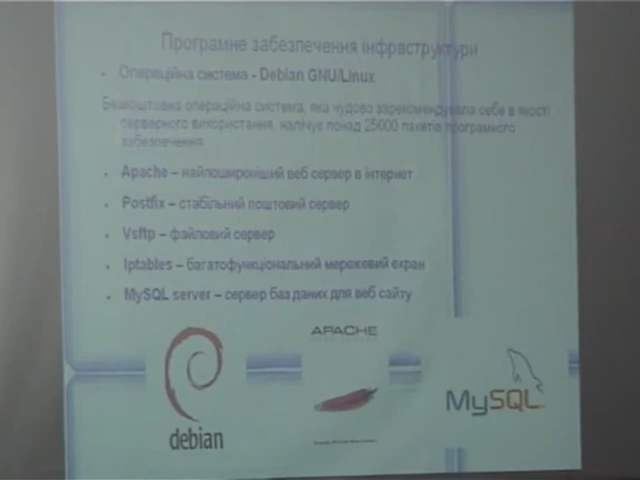 Програмне забезпечення інфраструктури
• Операційна система - Debian GNU/Linux
Безкоштовна операційна система, яка чудово зарекомендувала себе в якості
серверного використання, налічує понад 25000 пакетів програмного
забезпечення
• Apache – найпоширеніший веб сервер в інтернет
• Postfix – стабільний поштовий сервер
• Vsftp – файловий сервер
• Iptables – багатофункціональний мережевий екран
• MySQL server – сервер баз даних для веб сайту
APACHE
debian
MySQL